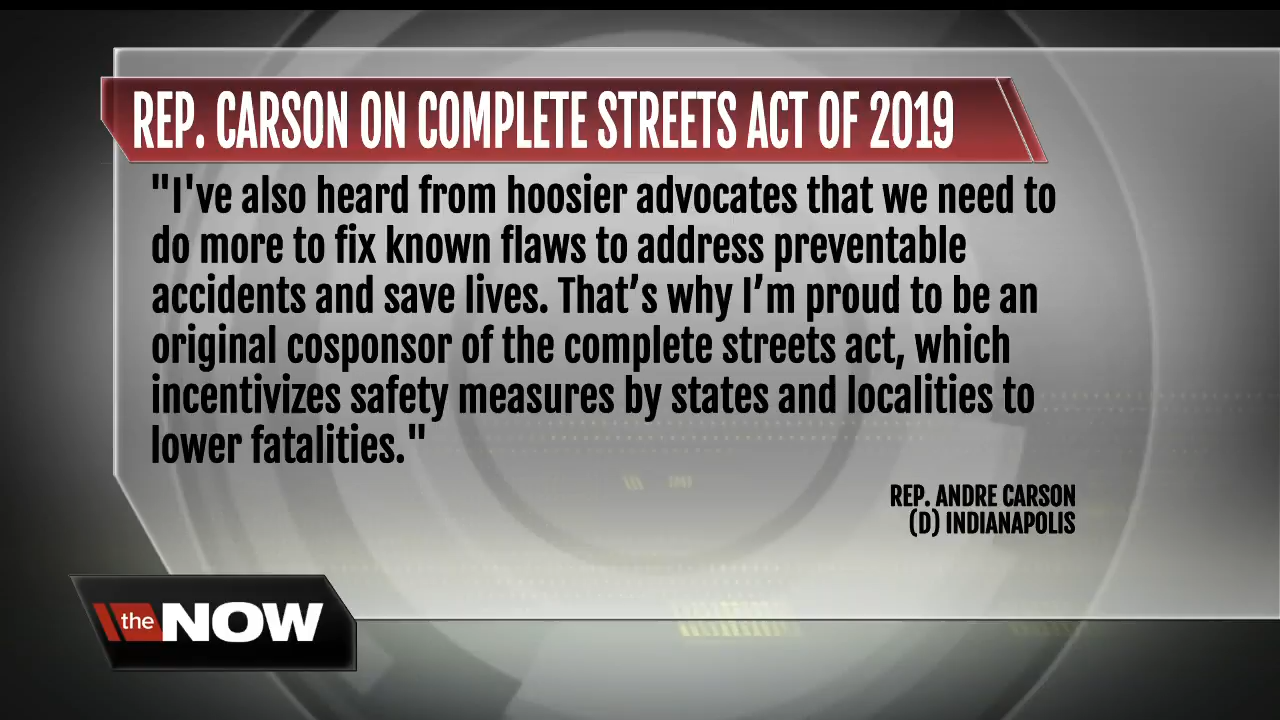 REP. CARSON ON COMPLETE STREETS ACT OF 2019
"I've also heard from hoosier advocates that we need to
do more to fix known flaws to address preventable
accidents and save lives. That’s why I’m proud to be an
original cosponsor of the complete streets act, which
incentivizes safety measures by states and localities to
lower fatalities."
REP. ANDRE CARSON
(D) INDIANAPOLIS
the NOW